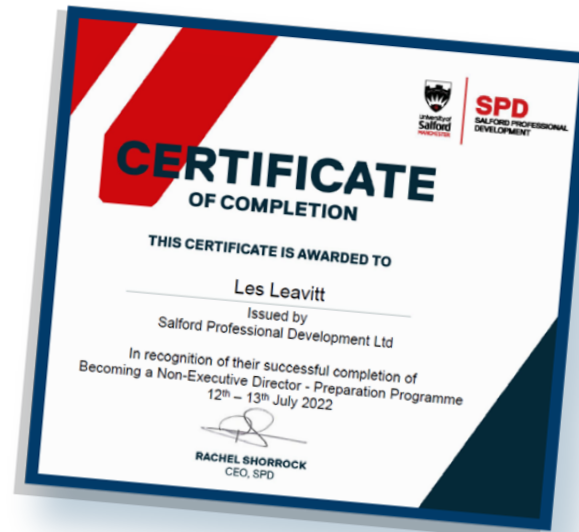 University of
Salford
MANCHESTER
SPD
SALFORD PROFESSIONAL
DEVELOPMENT
CERTIFICATE
OF COMPLETION
THIS CERTIFICATE IS AWARDED TO
Les Leavitt
Issued by
Salford Professional Development Ltd
In recognition of their successful completion of
Becoming a Non-Executive Director - Preparation Programme
12th – 13th July 2022
RACHEL SHORROCK
CEO, SPD